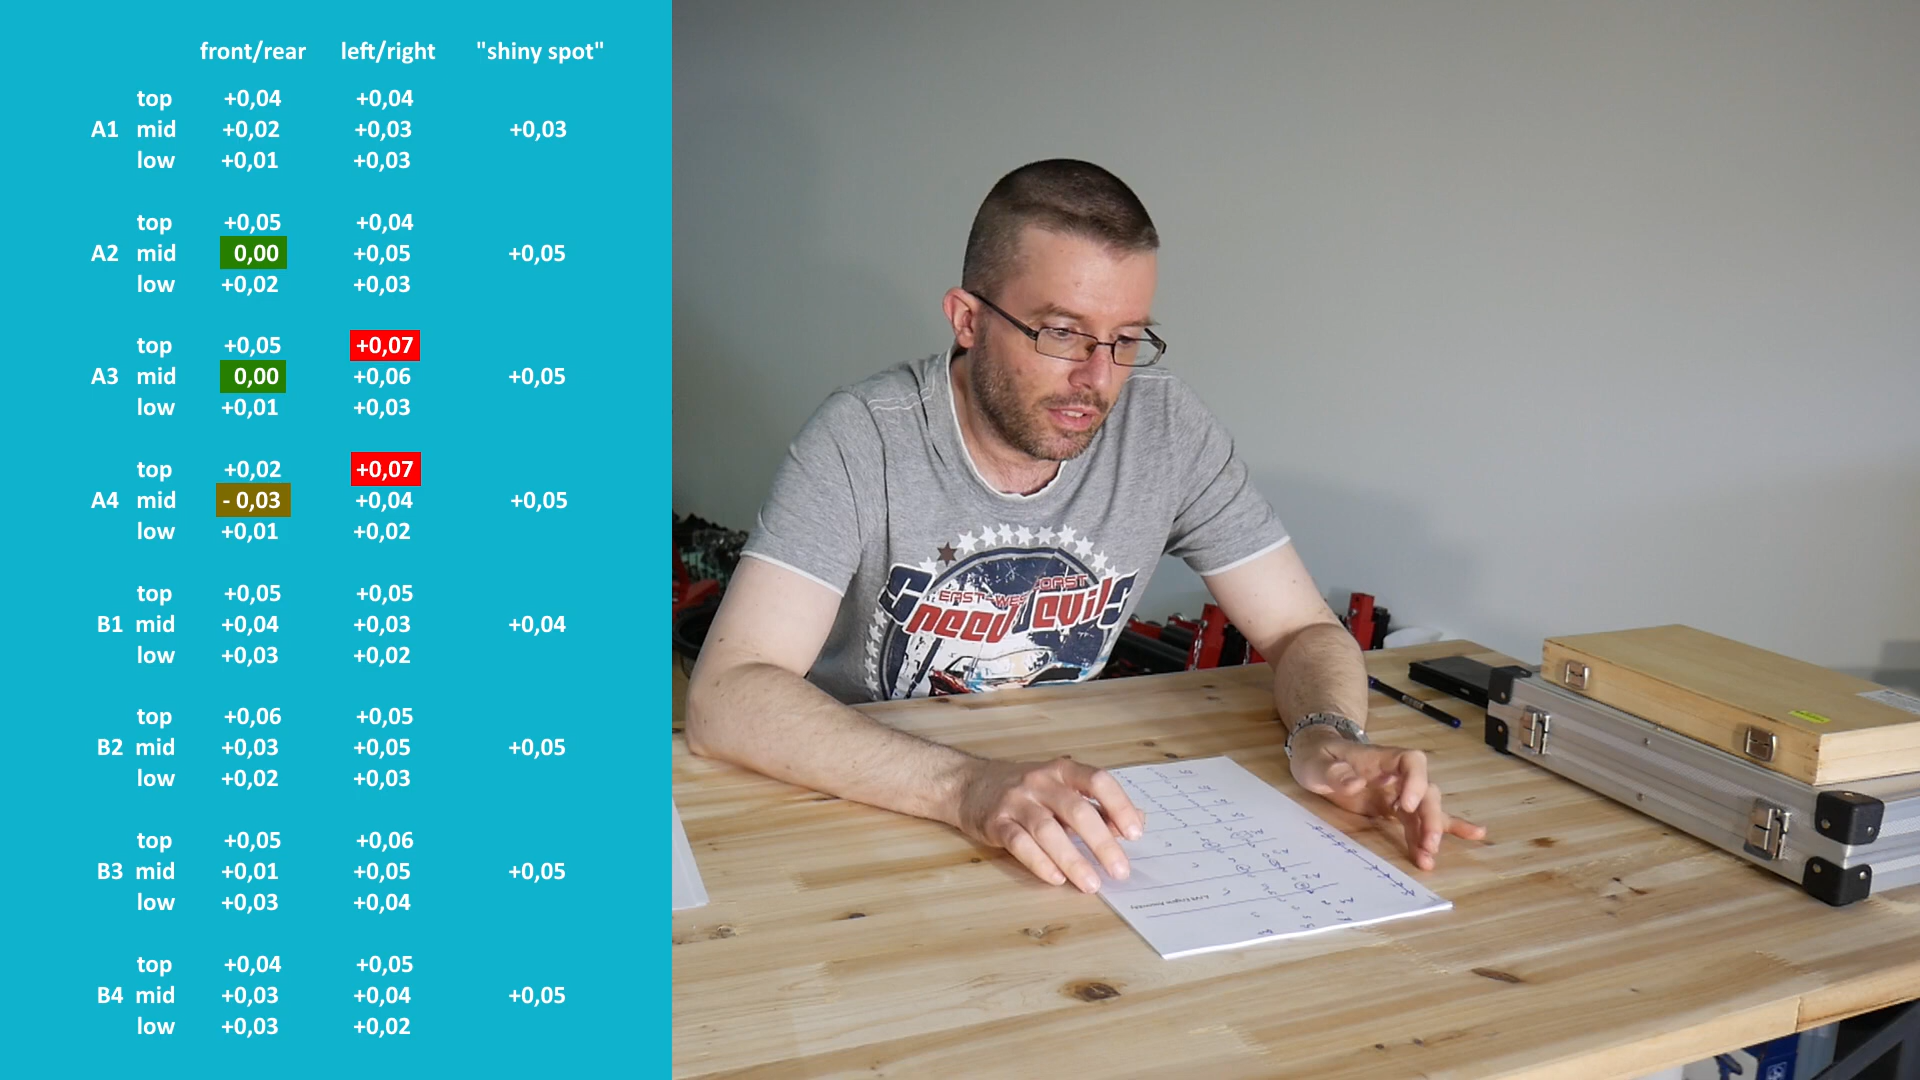 front/rear left/right "shiny spot"
top +0,04 +0,04
A1 mid +0,02 +0,03 +0,03
low +0,01 +0,03
top +0,05 +0,04
A2 mid 0,00 +0,05 +0,05
low +0,02 +0,03
top +0,05 +0,07
A3 mid 0,00 +0,06 +0,05
low +0,01 +0,03
top +0,02 +0,07
A4 mid - 0,03 +0,04 +0,05
low +0,01 +0,02
top +0,05 +0,05
B1 mid +0,04 +0,03 +0,04
low +0,03 +0,02
top +0,06 +0,05
B2 mid +0,03 +0,05 +0,05
low +0,02 +0,03
top +0,05 +0,06
B3 mid +0,01 +0,05 +0,05
low +0,03 +0,04
top +0,04 +0,05
B4 mid +0,03 +0,04 +0,05
low +0,03 +0,02
EAST-WEST COAST
Speed Devils